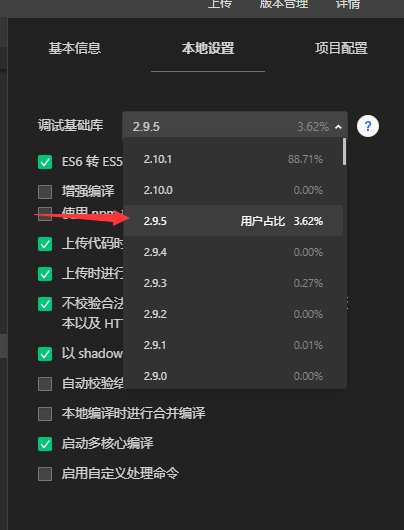 上传 版本管理 详情
基本信息 本地设置 项目配置
调试基础库 2.9.5 3.62% ?
ES6 转 ES5 2.10.1 88.71%
增强编译 2.10.0 0.00%
使用 npm
2.9.5 用户占比 3.62%
上传代码时 2.9.4 0.00%
上传时进行 2.9.3 0.27%
不校验合法 2.9.2 0.00%
本以及 HT 2.9.1 0.01%
以 shadow
自动校验结 2.9.0 0.00%
本地编译时进行合并编译
启动多核心编译
启用自定义处理命令